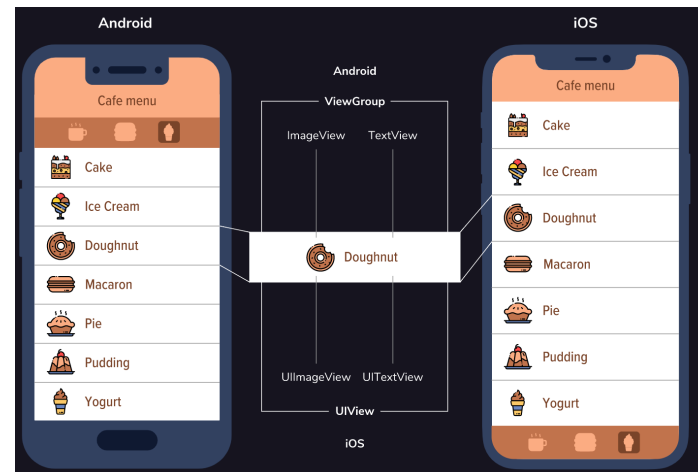 Android
Cafe menu
Cake
Ice Cream
Doughnut
Macaron
Pie
Pudding
Yogurt
Android
ViewGroup
ImageView TextView
Doughnut
UIImageView UITextView
UIView
iOS
iOS
Cafe menu
Cake
Ice Cream
Doughnut
Macaron
Pie
Pudding
Yogurt